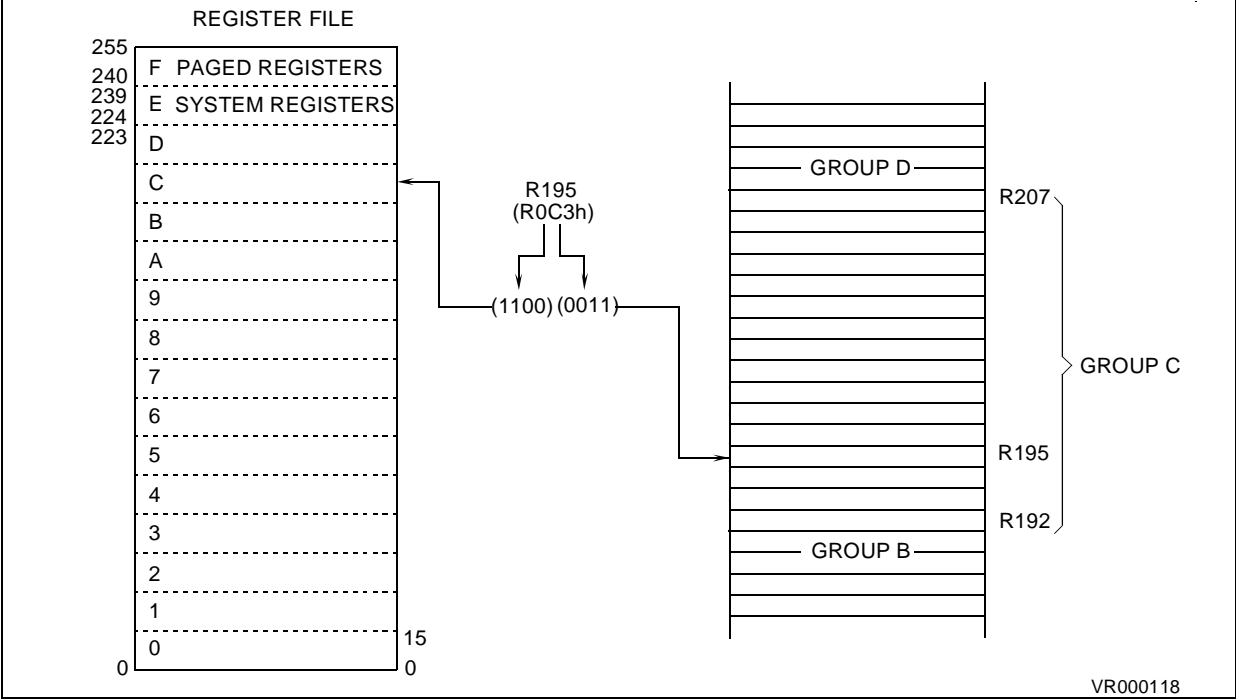 REGISTER FILE
255
240
239
224
223
F PAGED REGISTERS
E SYSTEM REGISTERS
D
C
B
A
9
8
7
6
5
4
3
2
1
0
15
0
0
R195
(R0C3h)
(1100) (0011)
GROUP D
R207
GROUP C
R195
R192
GROUP B
VR000118